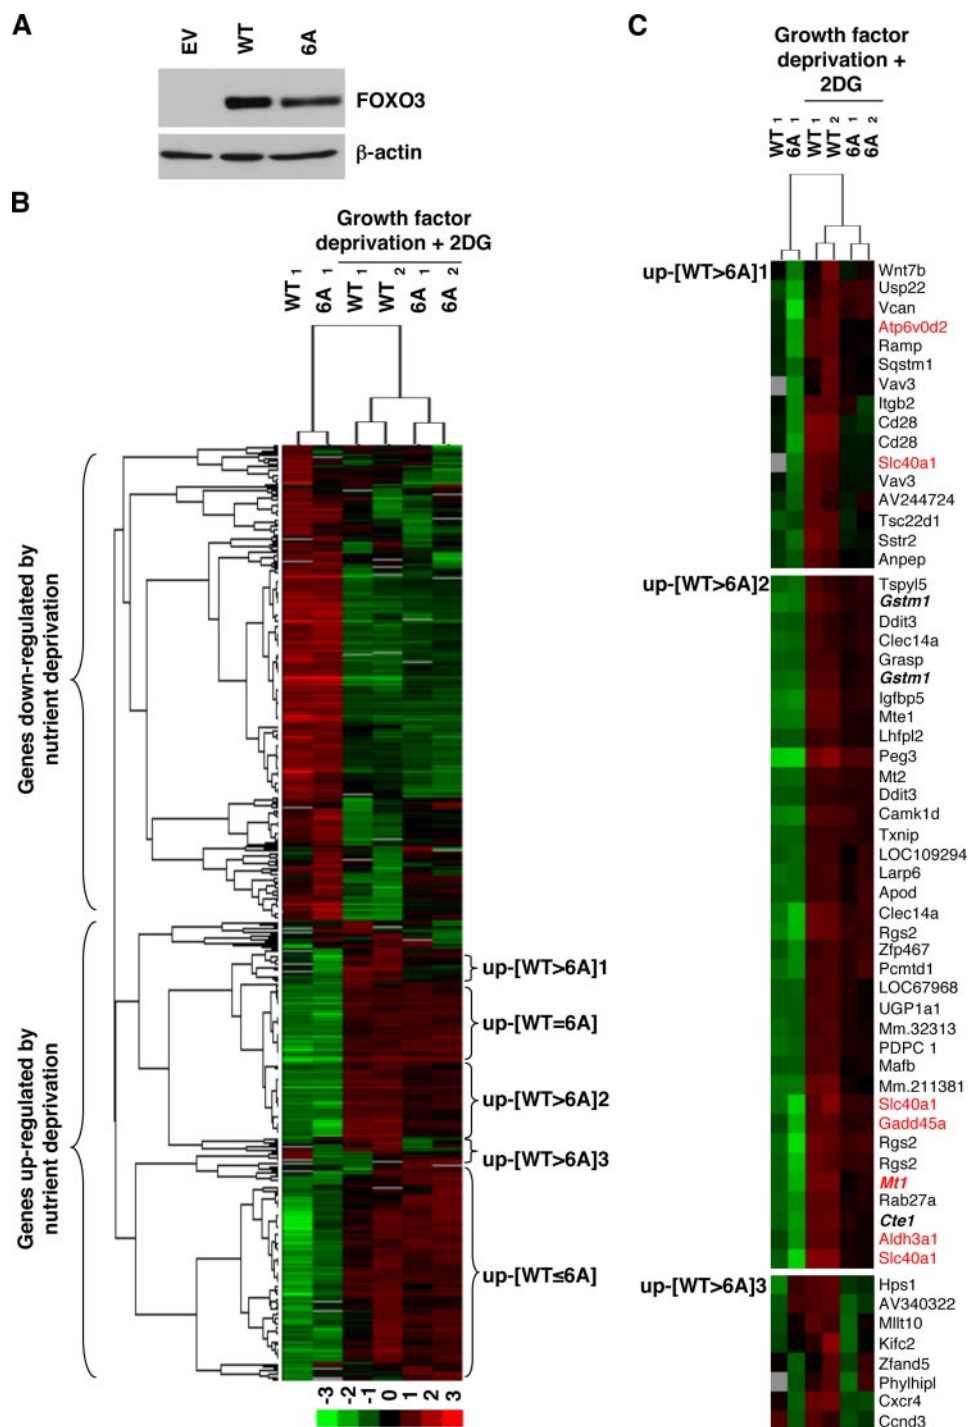 A
EV
WT
6A
FOXO3
β-actin
B
Growth factor
deprivation + 2DG
WT 1
6A 1
WT 1
WT 2
6A 1
6A 2
Genes down-regulated by
nutrient deprivation
Genes up-regulated by
nutrient deprivation
up-[WT>6A]1
up-[WT=6A]
up-[WT>6A]2
up-[WT>6A]3
up-[WT≤6A]
-3
-2
-1
0
1
2
3
C
Growth factor
deprivation +
2DG
WT 1
6A 1
WT 1
WT 2
6A 1
6A 2
up-[WT>6A]1
Wnt7b
Usp22
Vcan
Atp6v0d2
Ramp
Sqstm1
Vav3
Itgb2
Cd28
Cd28
Slc40a1
Vav3
AV244724
Tsc22d1
Sstr2
Anpep
up-[WT>6A]2
Tspyl5
Gstm1
Ddit3
Clec14a
Grasp
Gstm1
Igfbp5
Mte1
Lhfpl2
Peg3
Mt2
Ddit3
Camk1d
Txnip
LOC109294
Larp6
Apod
Clec14a
Rgs2
Zfp467
Pcmtd1
LOC67968
UGP1a1
Mm.32313
PDPC 1
Mafb
Mm.211381
Slc40a1
Gadd45a
Rgs2
Rgs2
Mt1
Rab27a
Cte1
Aldh3a1
Slc40a1
up-[WT>6A]3
Hps1
AV340322
Mllt10
Kifc2
Zfand5
Phylhipl
Cxcr4
Ccnd3